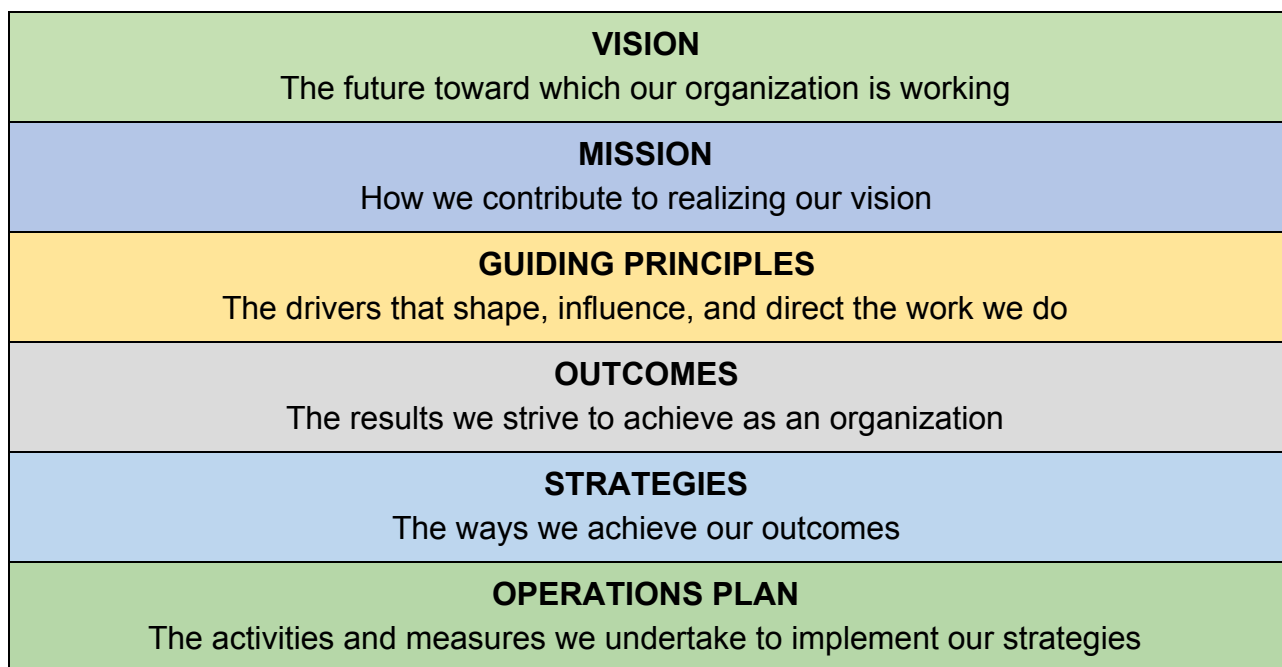 VISION
The future toward which our organization is working
MISSION
How we contribute to realizing our vision
GUIDING PRINCIPLES
The drivers that shape, influence, and direct the work we do
OUTCOMES
The results we strive to achieve as an organization
STRATEGIES
The ways we achieve our outcomes
OPERATIONS PLAN
The activities and measures we undertake to implement our strategies